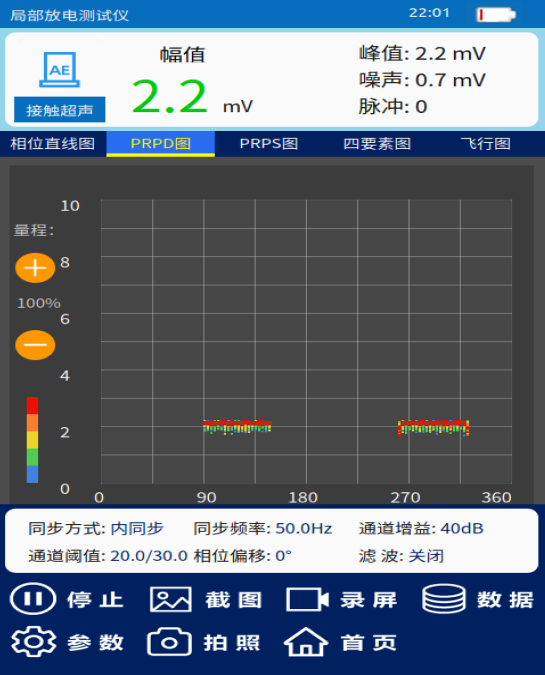 局部放电测试仪 22:01
AE
接触超声
幅值
2.2 mV
峰值: 2.2 mV
噪声: 0.7 mV
脉冲: 0
相位直线图 PRPD图 PRPS图 四要素图 飞行图
量程:
100%
10
8
6
4
2
0
0 90 180 270 360
同步方式: 内同步 同步频率: 50.0Hz 通道增益: 40dB
通道阈值: 20.0/30.0 相位偏移: 0° 滤 波: 关闭
停止 截图 录屏 数据
参数 拍照 首页